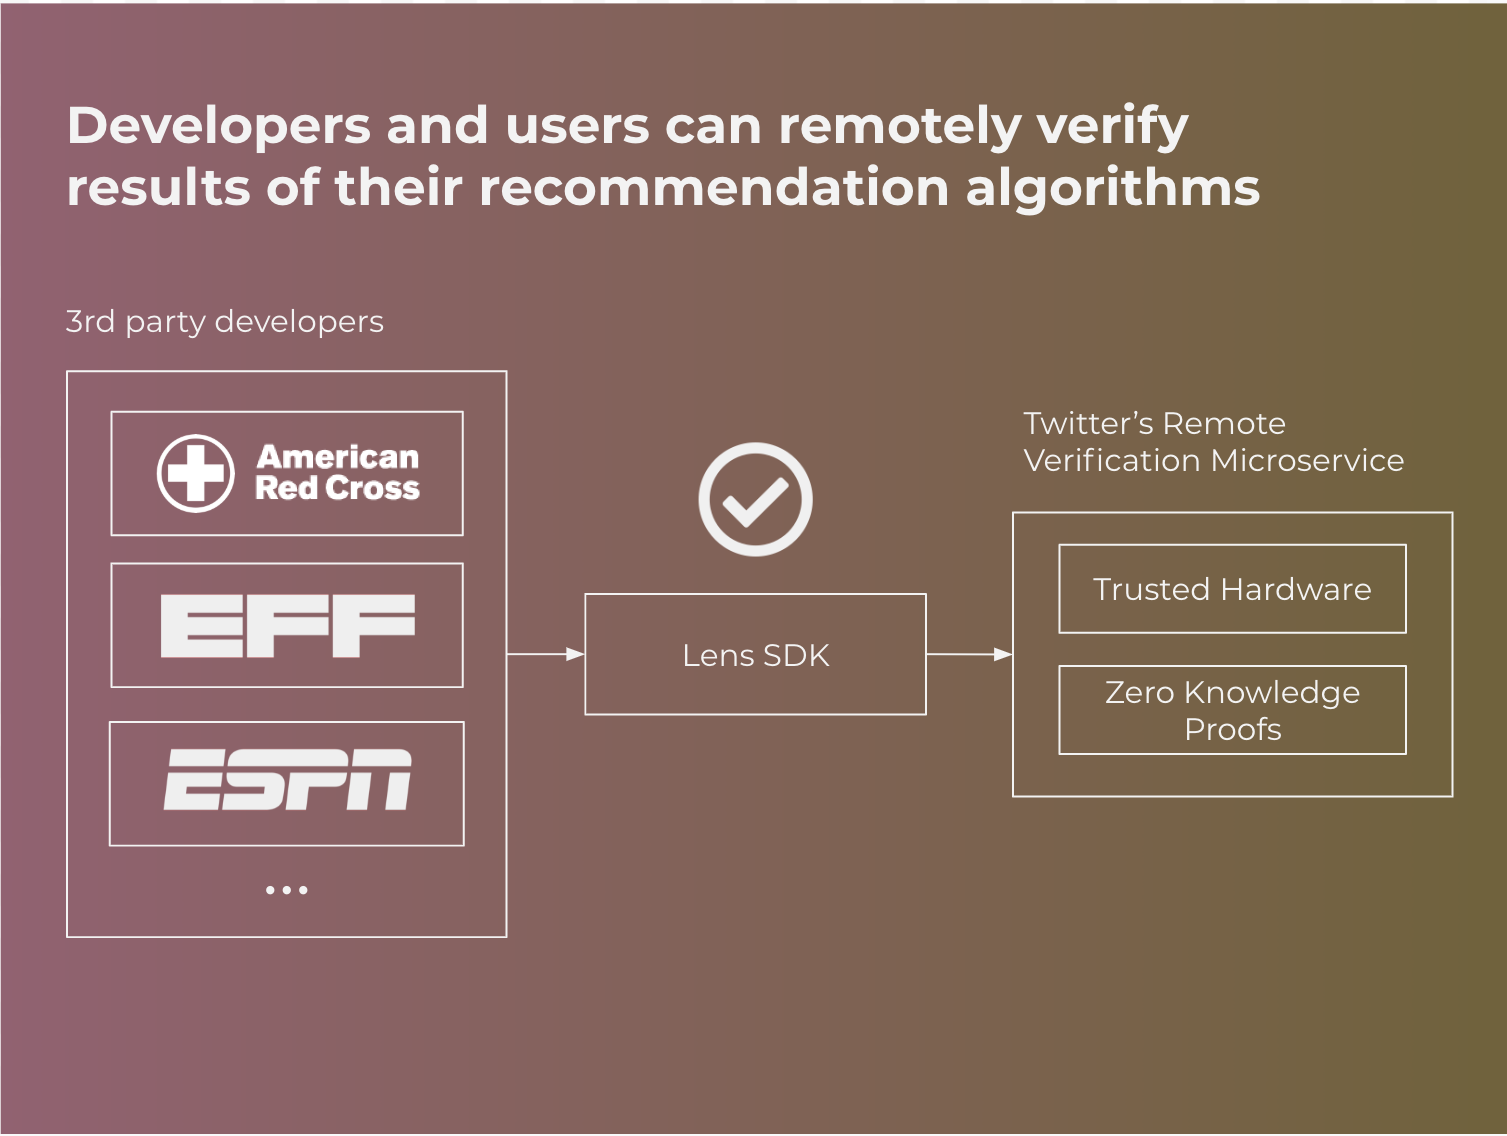 Developers and users can remotely verify
results of their recommendation algorithms
3rd party developers
American
Red Cross
EFF
ESPN
...
Lens SDK
Twitter’s Remote
Verification Microservice
Trusted Hardware
Zero Knowledge
Proofs